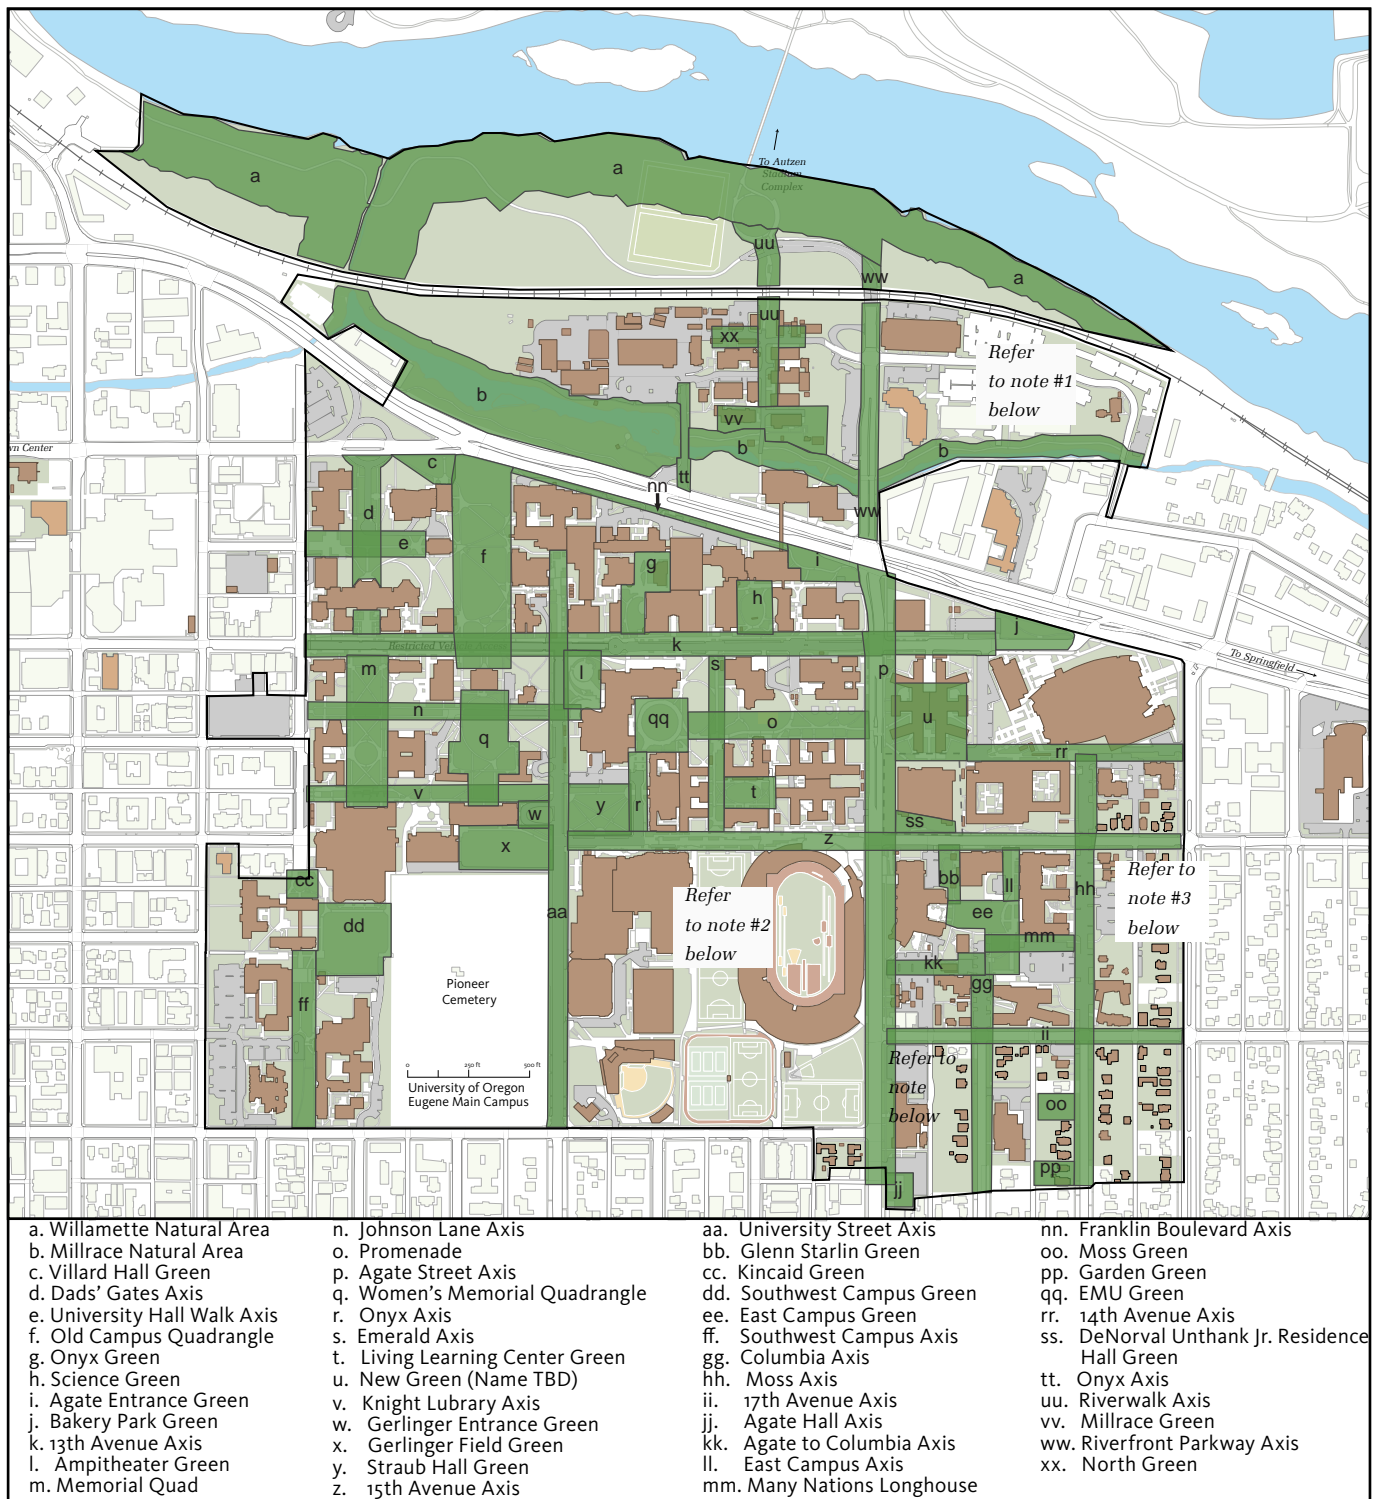 a
a
To Autzen
Stadium
Complex
uu
ww
a
uu
xx
Refer
to note #1
below
b
vv
b
b
wn Center
c
tt
nn
ww
d
e
f
g
i
h
j
Restricted Veh
k
l
s
p
To Springfield
m
n
qq
o
u
q
rr
v
w
y
r
t
ss
z
x
cc
bb
ll
hh
Refer to
note #3
below
Refer
to note #2
below
aa
ee
dd
mm
kk
gg
Pioneer
Cemetery
ff
ii
Refer to
note
below
0 250 ft 500 ft
University of Oregon
Eugene Main Campus
oo
pp
jj
a. Willamette Natural Area
b. Millrace Natural Area
c. Villard Hall Green
d. Dads' Gates Axis
e. University Hall Walk Axis
f. Old Campus Quadrangle
g. Onyx Green
h. Science Green
i. Agate Entrance Green
j. Bakery Park Green
k. 13th Avenue Axis
l. Ampitheater Green
m. Memorial Quad
n. Johnson Lane Axis
o. Promenade
p. Agate Street Axis
q. Women's Memorial Quadrangle
r. Onyx Axis
s. Emerald Axis
t. Living Learning Center Green
u. New Green (Name TBD)
v. Knight Lubrary Axis
w. Gerlinger Entrance Green
x. Gerlinger Field Green
y. Straub Hall Green
z. 15th Avenue Axis
aa. University Street Axis
bb. Glenn Starlin Green
cc. Kincaid Green
dd. Southwest Campus Green
ee. East Campus Green
ff. Southwest Campus Axis
gg. Columbia Axis
hh. Moss Axis
ii. 17th Avenue Axis
jj. Agate Hall Axis
kk. Agate to Columbia Axis
ll. East Campus Axis
mm. Many Nations Longhouse
nn. Franklin Boulevard Axis
oo. Moss Green
pp. Garden Green
qq. EMU Green
rr. 14th Avenue Axis
ss. DeNorval Unthank Jr. Residence
Hall Green
tt. Onyx Axis
uu. Riverwalk Axis
vv. Millrace Green
ww. Riverfront Parkway Axis
xx. North Green